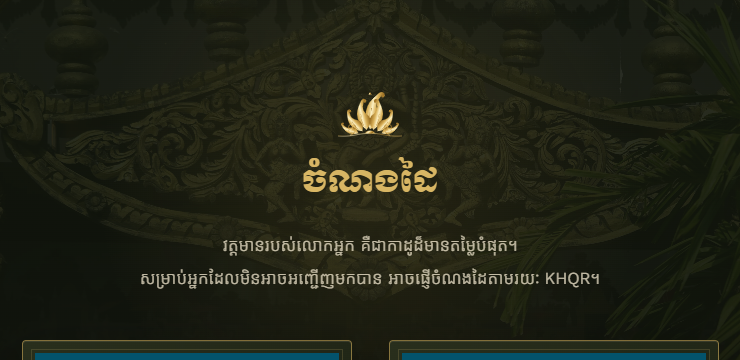 ចំណងដៃ
វត្តមានរបស់លោកអ្នក គឺជាកាដូដ៏មានតម្លៃបំផុត។
សម្រាប់អ្នកដែលមិនអាចអញ្ជើញមកបាន អាចផ្ញើចំណងដៃតាមរយៈ KHQR។